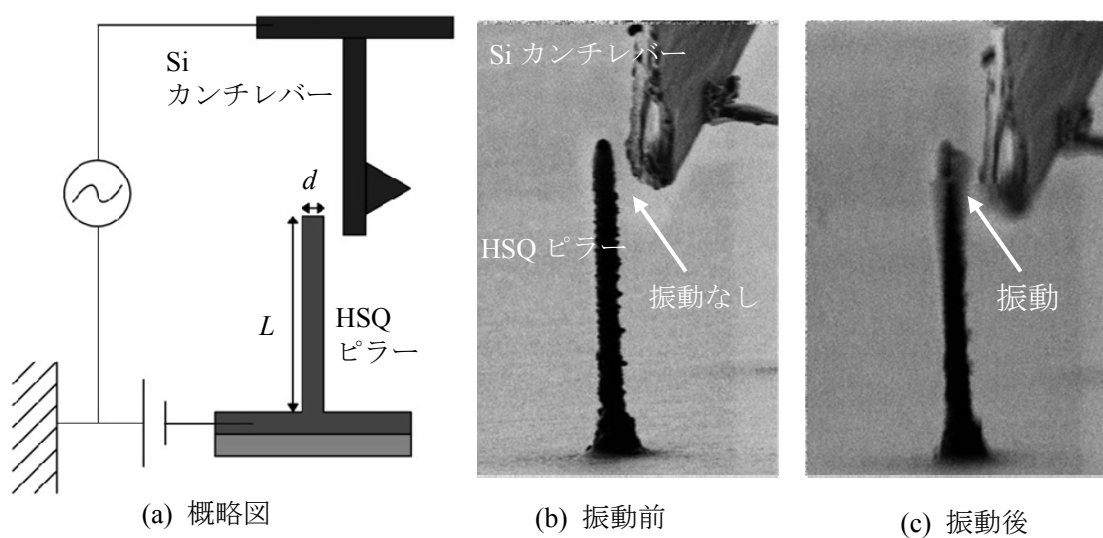 Si
カンチレバー
d
L
HSQ
ピラー
(a) 概略図
Si カンチレバー
HSQ ピラー
振動なし
(b) 振動前
振動
(c) 振動後